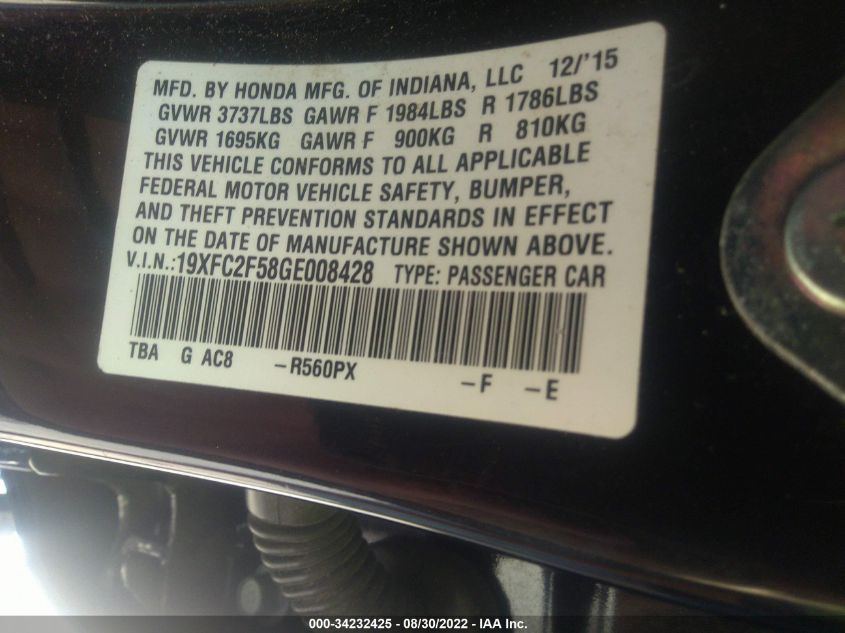 MFD. BY HONDA MFG. OF INDIANA, LLC 12/'15
GVWR 3737LBS GAWR F 1984LBS R 1786LBS
GVWR 1695KG GAWR F 900KG R 810KG
THIS VEHICLE CONFORMS TO ALL APPLICABLE
FEDERAL MOTOR VEHICLE SAFETY, BUMPER,
AND THEFT PREVENTION STANDARDS IN EFFECT
ON THE DATE OF MANUFACTURE SHOWN ABOVE.
V.I.N.:19XFC2F58GE008428 TYPE: PASSENGER CAR
TBA G AC8 -R560PX -F -E
000-34232425 - 08/30/2022 - IAA Inc.